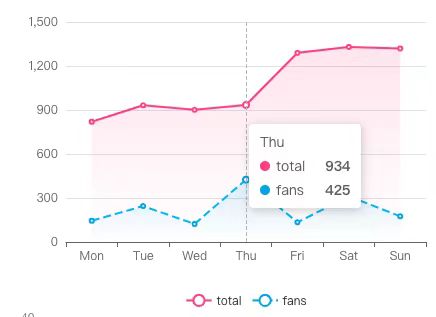 1,500
1,200
900
600
300
0
Thu
total 934
fans 425
Mon Tue Wed Thu Fri Sat Sun
total fans